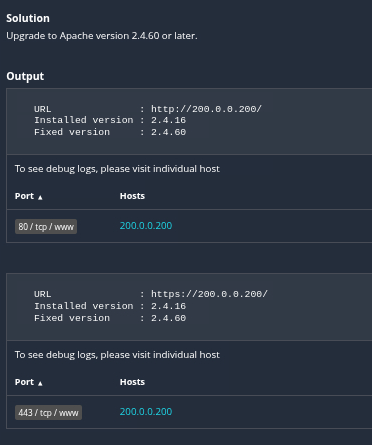 Solution
Upgrade to Apache version 2.4.60 or later.
Output
URL : http://200.0.0.200/
Installed version : 2.4.16
Fixed version : 2.4.60
To see debug logs, please visit individual host
Port ▲ Hosts
80 / tcp / www 200.0.0.200
URL : https://200.0.0.200/
Installed version : 2.4.16
Fixed version : 2.4.60
To see debug logs, please visit individual host
Port ▲ Hosts
443 / tcp / www 200.0.0.200